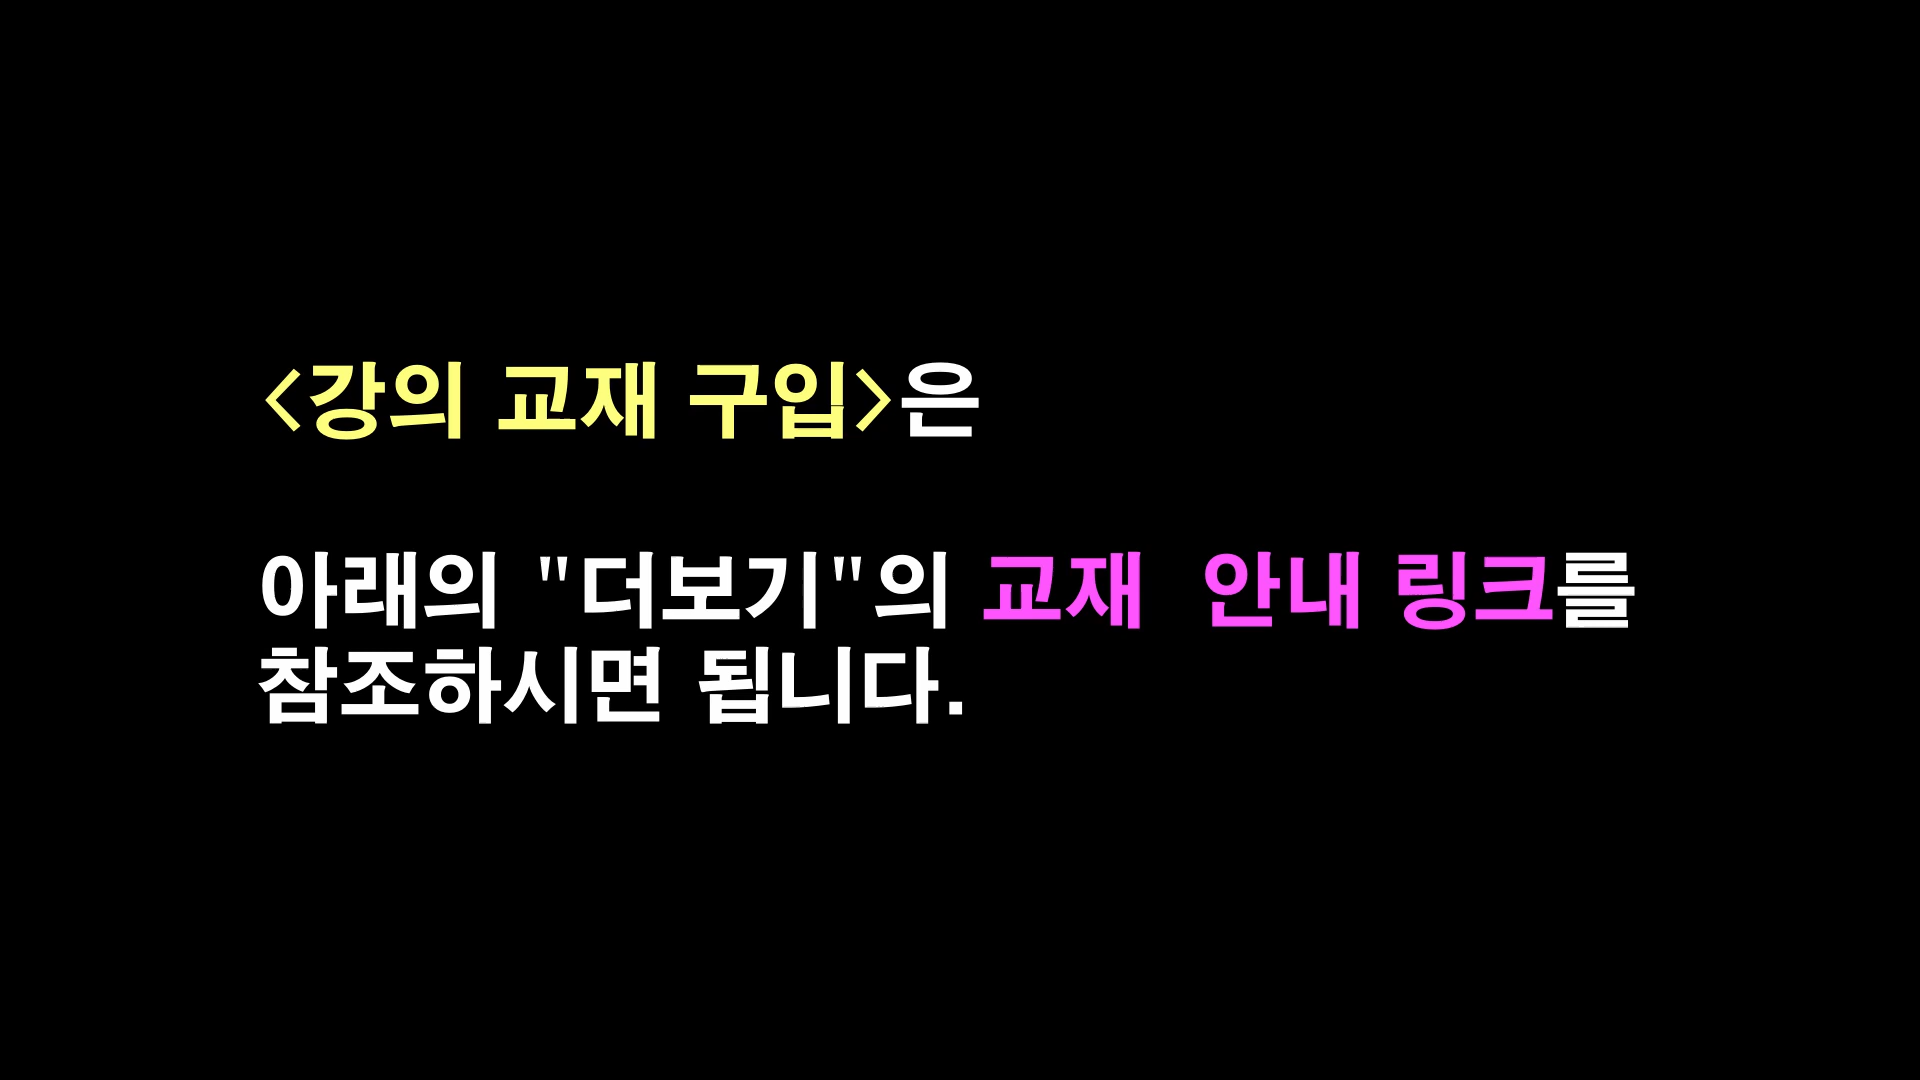 <강의 교재 구입>은
아래의 "더보기"의 교재  안내 링크를
참조하시면 됩니다.